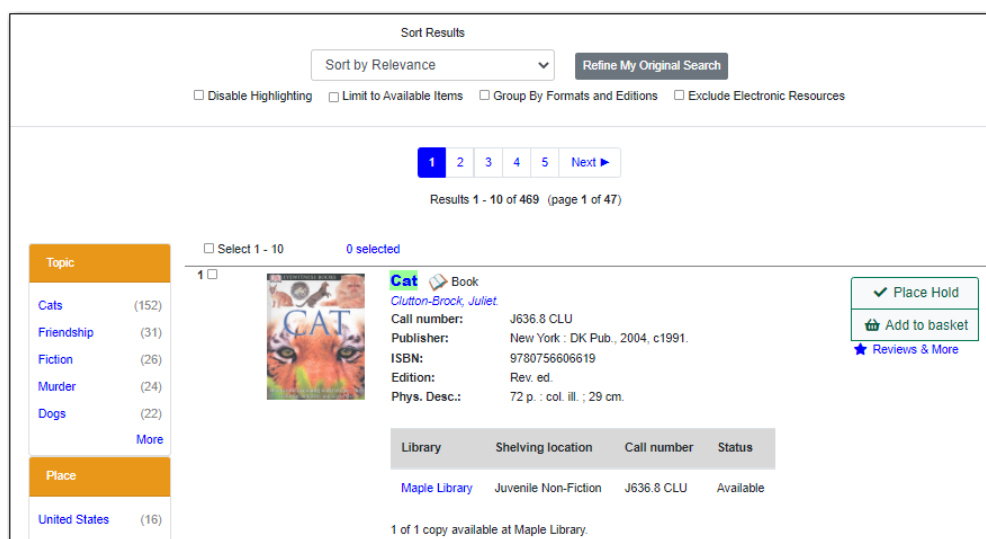 Sort Results
Sort by Relevance
Refine My Original Search
Disable Highlighting Limit to Available Items Group By Formats and Editions Exclude Electronic Resources
1 2 3 4 5 Next ►
Results 1 - 10 of 469 (page 1 of 47)
Select 1 - 10 0 selected
Topic
Cats (152)
Friendship (31)
Fiction (26)
Murder (24)
Dogs (22)
More
Place
United States (16)
1
EYEWITNESS BOOKS
CAT
Cat Book
Clutton-Brock, Juliet.
Call number: J636.8 CLU
Publisher: New York : DK Pub., 2004, c1991.
ISBN: 9780756606619
Edition: Rev. ed.
Phys. Desc.: 72 p. : col. ill. ; 29 cm.
Place Hold
Add to basket
Reviews & More
Library Shelving location Call number Status
Maple Library Juvenile Non-Fiction J636.8 CLU Available
1 of 1 copy available at Maple Library.